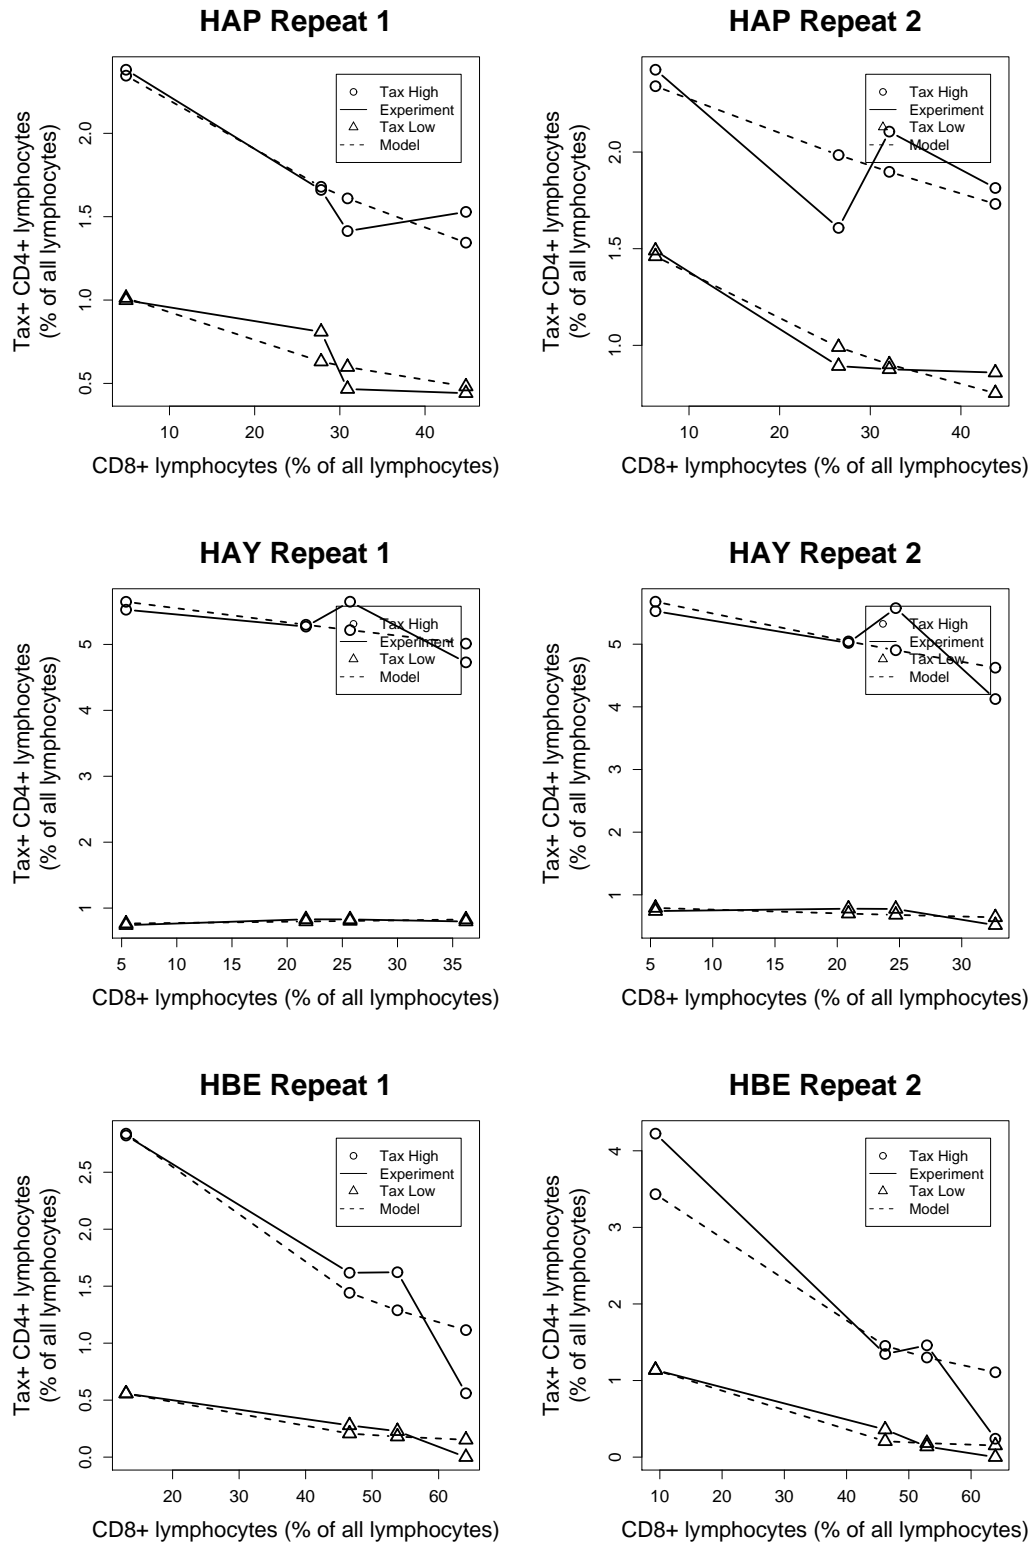 HAP Repeat 1
Tax+ CD4+ lymphocytes
(% of all lymphocytes)
2.0
1.5
1.0
0.5
Tax High
Experiment
Tax Low
Model
10 20 30 40
CD8+ lymphocytes (% of all lymphocytes)
HAP Repeat 2
Tax+ CD4+ lymphocytes
(% of all lymphocytes)
2.0
1.5
1.0
Tax High
Experiment
Tax Low
Model
10 20 30 40
CD8+ lymphocytes (% of all lymphocytes)
HAY Repeat 1
Tax+ CD4+ lymphocytes
(% of all lymphocytes)
5
4
3
2
1
Tax High
Experiment
Tax Low
Model
5 10 15 20 25 30 35
CD8+ lymphocytes (% of all lymphocytes)
HAY Repeat 2
Tax+ CD4+ lymphocytes
(% of all lymphocytes)
5
4
3
2
1
Tax High
Experiment
Tax Low
Model
5 10 15 20 25 30
CD8+ lymphocytes (% of all lymphocytes)
HBE Repeat 1
Tax+ CD4+ lymphocytes
(% of all lymphocytes)
2.5
2.0
1.5
1.0
0.5
0.0
Tax High
Experiment
Tax Low
Model
20 30 40 50 60
CD8+ lymphocytes (% of all lymphocytes)
HBE Repeat 2
Tax+ CD4+ lymphocytes
(% of all lymphocytes)
4
3
2
1
0
Tax High
Experiment
Tax Low
Model
10 20 30 40 50 60
CD8+ lymphocytes (% of all lymphocytes)